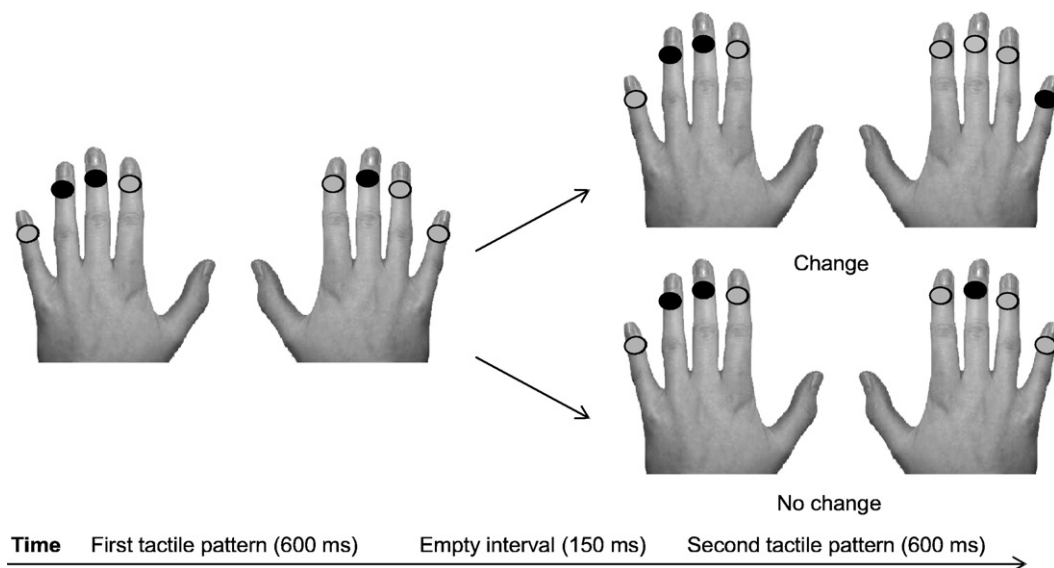 Change
No change
Time First tactile pattern (600 ms) Empty interval (150 ms) Second tactile pattern (600 ms)